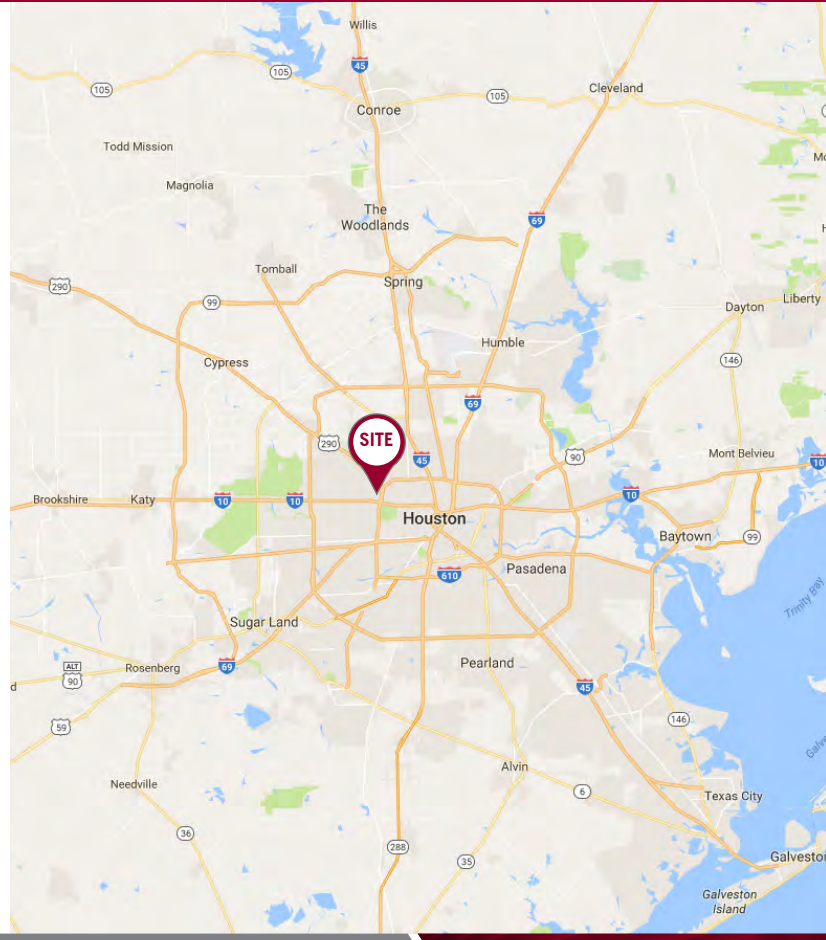 Willis
45
105
105
Cleveland
105
Conroe
Todd Mission
Magnolia
The
Woodlands
69
Tomball
290
Spring
99
Liberty
Dayton
Humble
146
Cypress
69
SITE
290
45
90
Mont Belvieu
10
Brookshire
Katy
10
10
10
Houston
Baytown
99
610
Pasadena
Trinity Bay
Sugar Land
ALT
90
Rosenberg
69
Pearland
45
59
146
Alvin
Needville
6
Texas City
36
288
35
Galveston
Island